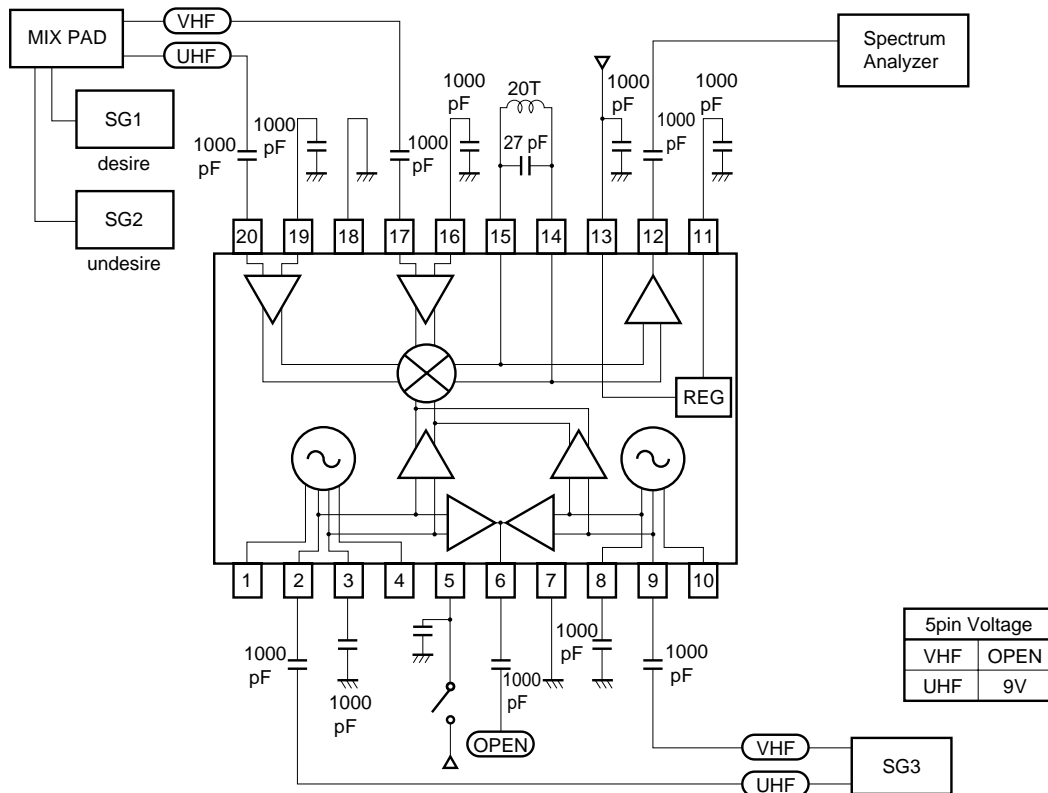 MIX PAD
VHF
UHF
SG1
desire
SG2
undesire
Spectrum
Analyzer
1000
pF
1000
pF
1000
pF
1000
pF
20T
27 pF
1000
pF
1000
pF
1000
pF
20
19
18
17
16
15
14
13
12
11
REG
1
2
3
4
5
6
7
8
9
10
1000
pF
1000
pF
1000
pF
1000
pF
1000
pF
OPEN
VHF
UHF
SG3
5pin Voltage
VHF OPEN
UHF 9V